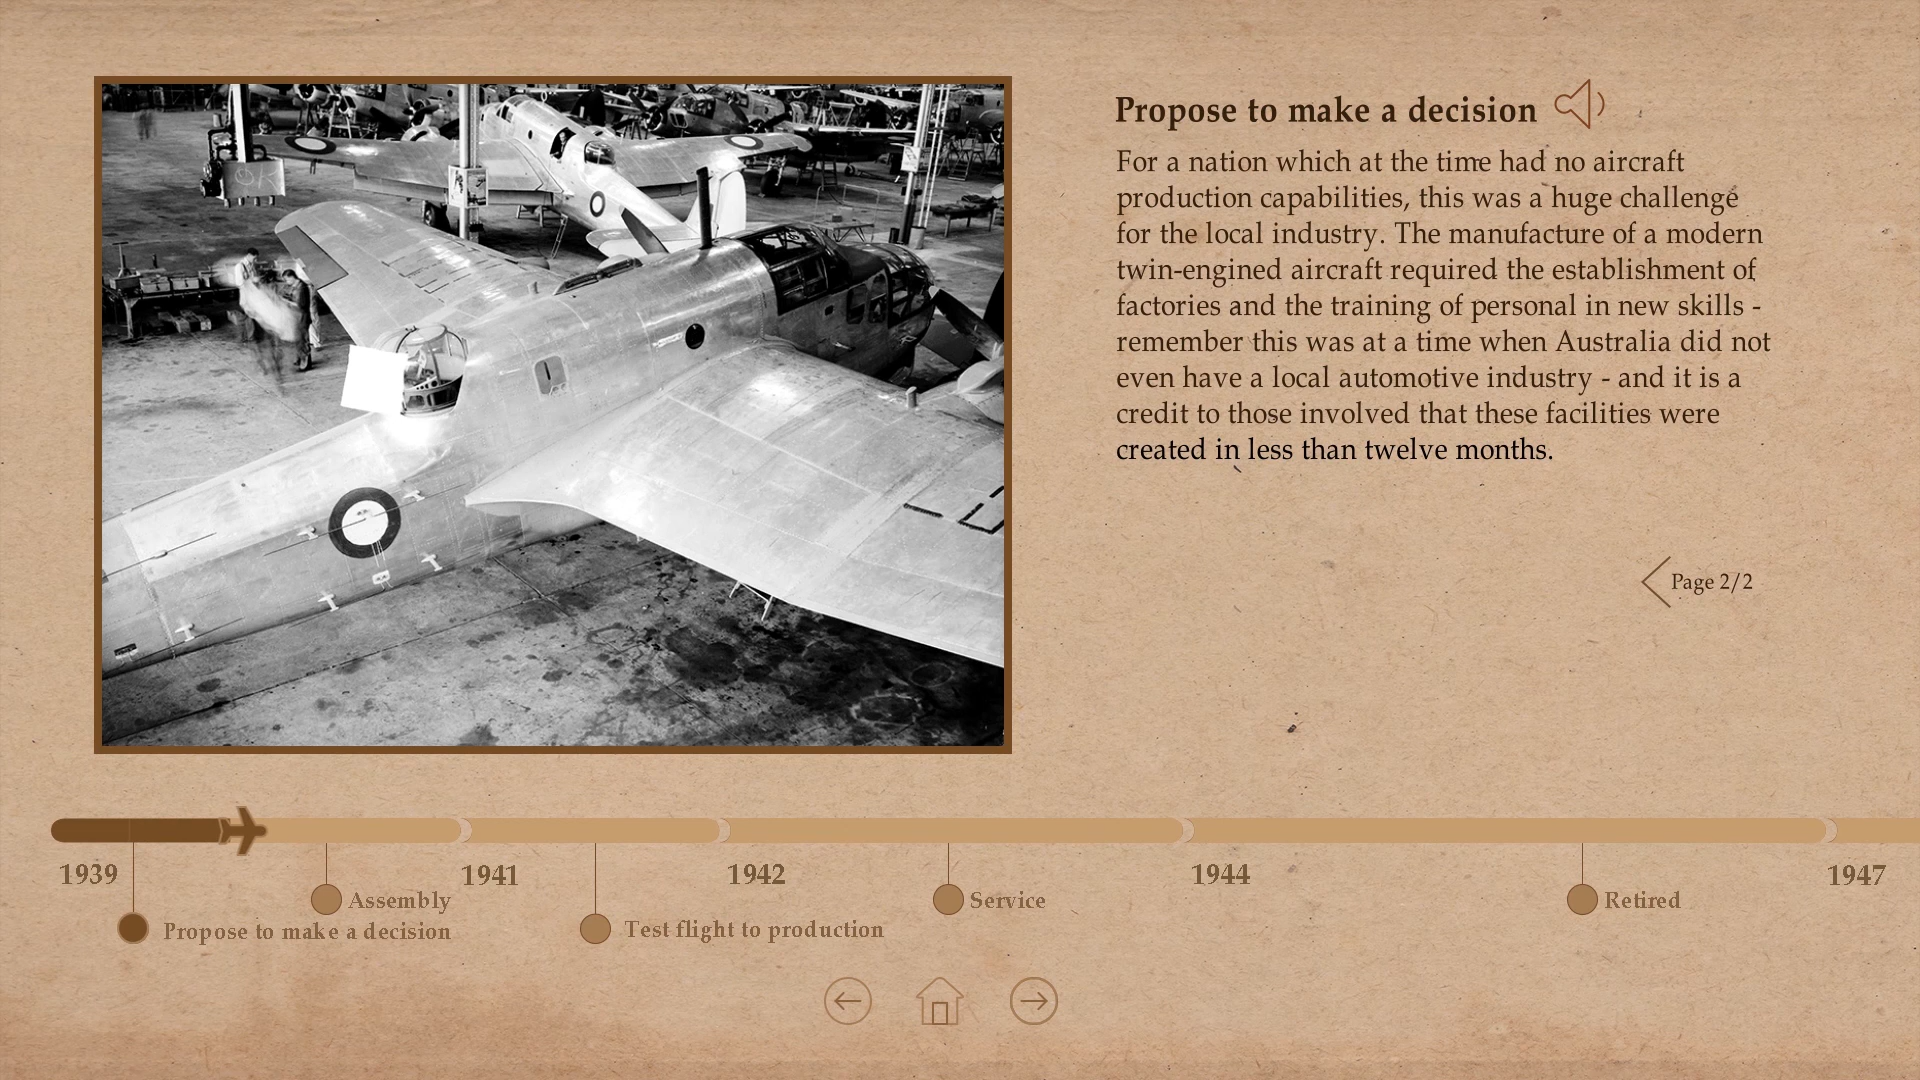 Propose to make a decision
For a nation which at the time had no aircraft
production capabilities, this was a huge challenge
for the local industry. The manufacture of a modern
twin-engined aircraft required the establishment of
factories and the training of personal in new skills -
remember this was at a time when Australia did not
even have a local automotive industry - and it is a
credit to those involved that these facilities were
created in less than twelve months.
Page 2/2
1939
1941
1942
1944
1947
Assembly
Service
Retired
Propose to make a decision
Test flight to production